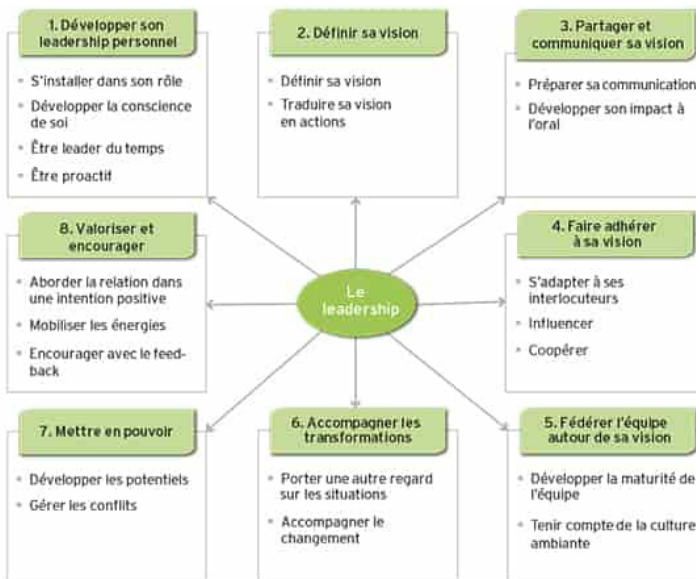 1. Développer son
leadership personnel
S'installer dans son rôle
Développer la conscience
de soi
Être leader du temps
Être proactif
2. Définir sa vision
Définir sa vision
Traduire sa vision
en actions
3. Partager et
communiquer sa vision
Préparer sa communication
Développer son impact à
l'oral
8. Valoriser et
encourager
Aborder la relation dans
une intention positive
Mobiliser les énergies
Encourager avec le feed-
back
Le
leadership
4. Faire adhérer
à sa vision
S'adapter à ses
interlocuteurs
Influencer
Coopérer
7. Mettre en pouvoir
Développer les potentiels
Gérer les conflits
6. Accompagner les
transformations
Porter une autre regard
sur les situations
Accompagner le
changement
5. Fédérer l'équipe
autour de sa vision
Développer la maturité de
l'équipe
Tenir compte de la culture
ambiante